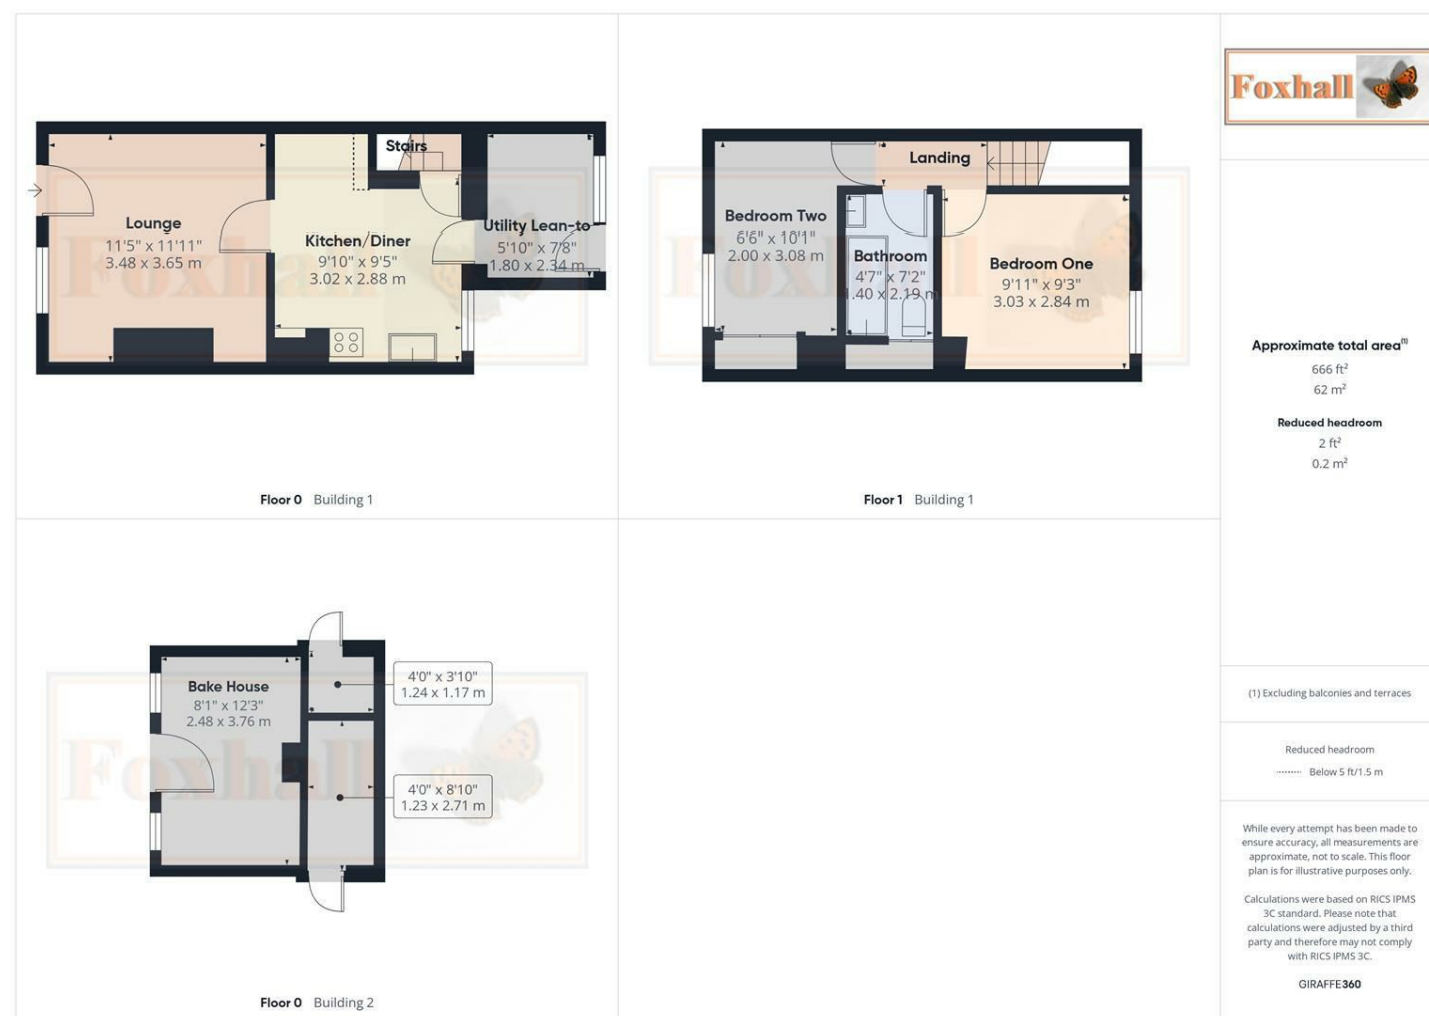 Stairs
Lounge
11'5" x 11'11"
3.48 x 3.65 m
Kitchen/Diner
9'10" x 9'5"
3.02 x 2.88 m
Utility Lean-to
5'10" x 7'8"
1.80 x 2.34 m
Foxhall
Floor 0 Building 1
Landing
Bedroom Two
6'6" x 10'1"
2.00 x 3.08 m
Bathroom
4'7" x 7'2"
1.40 x 2.19 m
Bedroom One
9'11" x 9'3"
3.03 x 2.84 m
Foxhall
Floor 1 Building 1
Bake House
8'1" x 12'3"
2.48 x 3.76 m
4'0" x 3'10"
1.24 x 1.17 m
4'0" x 8'10"
1.23 x 2.71 m
Foxhall
Floor 0 Building 2
Foxhall
Approximate total area(1)
666 ft²
62 m²
Reduced headroom
2 ft²
0.2 m²
(1) Excluding balconies and terraces
Reduced headroom
Below 5 ft/1.5 m
While every attempt has been made to
ensure accuracy, all measurements are
approximate, not to scale. This floor
plan is for illustrative purposes only.
Calculations were based on RICS IPMS
3C standard. Please note that
calculations were adjusted by a third
party and therefore may not comply
with RICS IPMS 3C.
GIRAFFE360